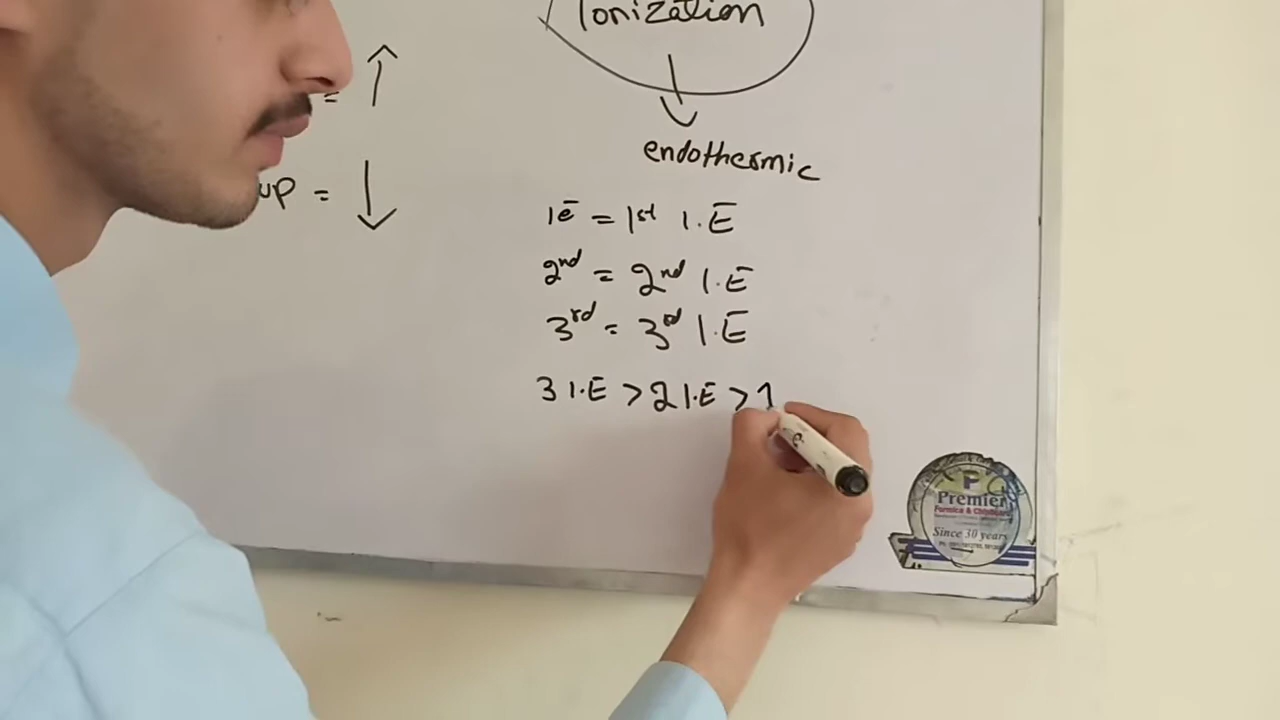 Ionization
endothermic
= ↑
up = ↓
1e⁻ = 1st I.E
2nd = 2nd I.E
3rd = 3rd I.E
3 I.E > 2 I.E > 1
P
Premier
Formica & Chipboard
Since 30 years